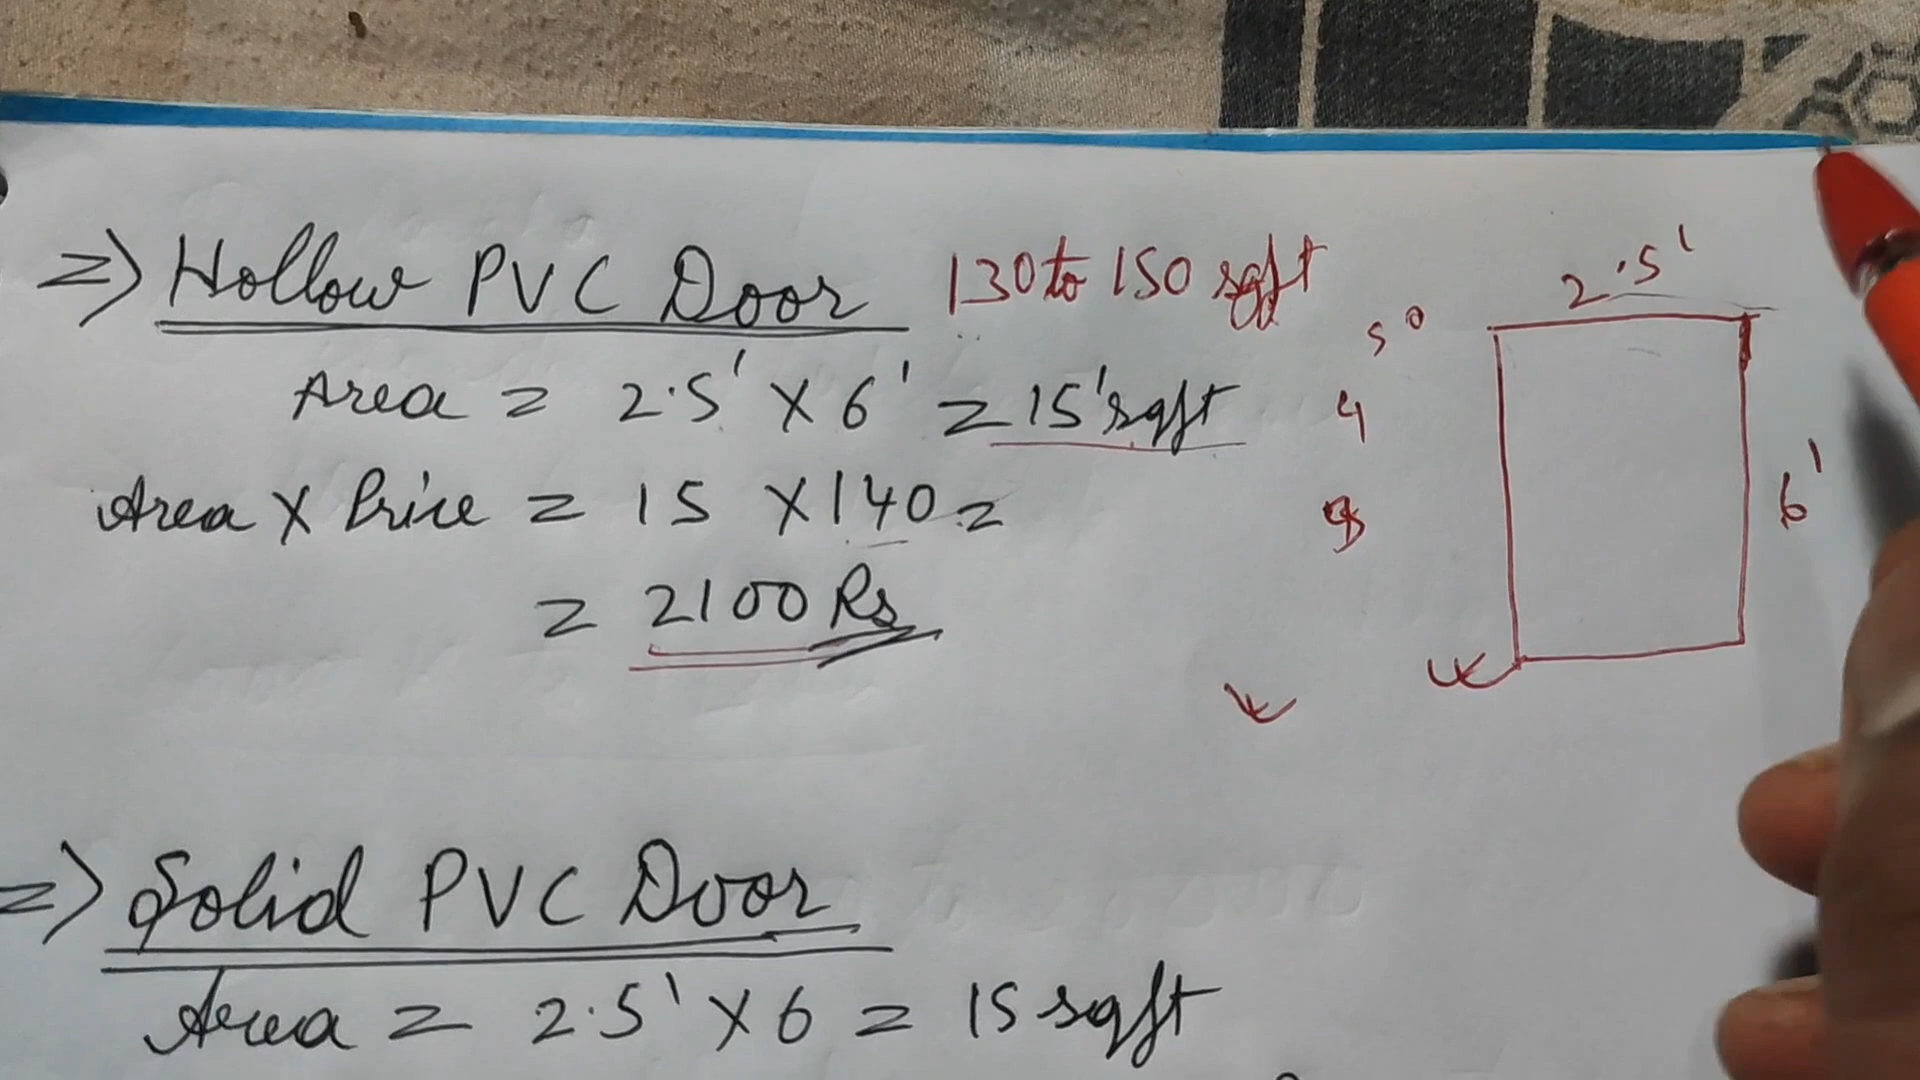 => Hollow PVC Door 130 to 150 sqft
Area = 2.5' X 6' = 15' sqft
Area X Price = 15 X 140 =
= 2100 Rs
2.5'
5°
4
6'
=> Solid PVC Door
Area = 2.5' X 6 = 15 sqft